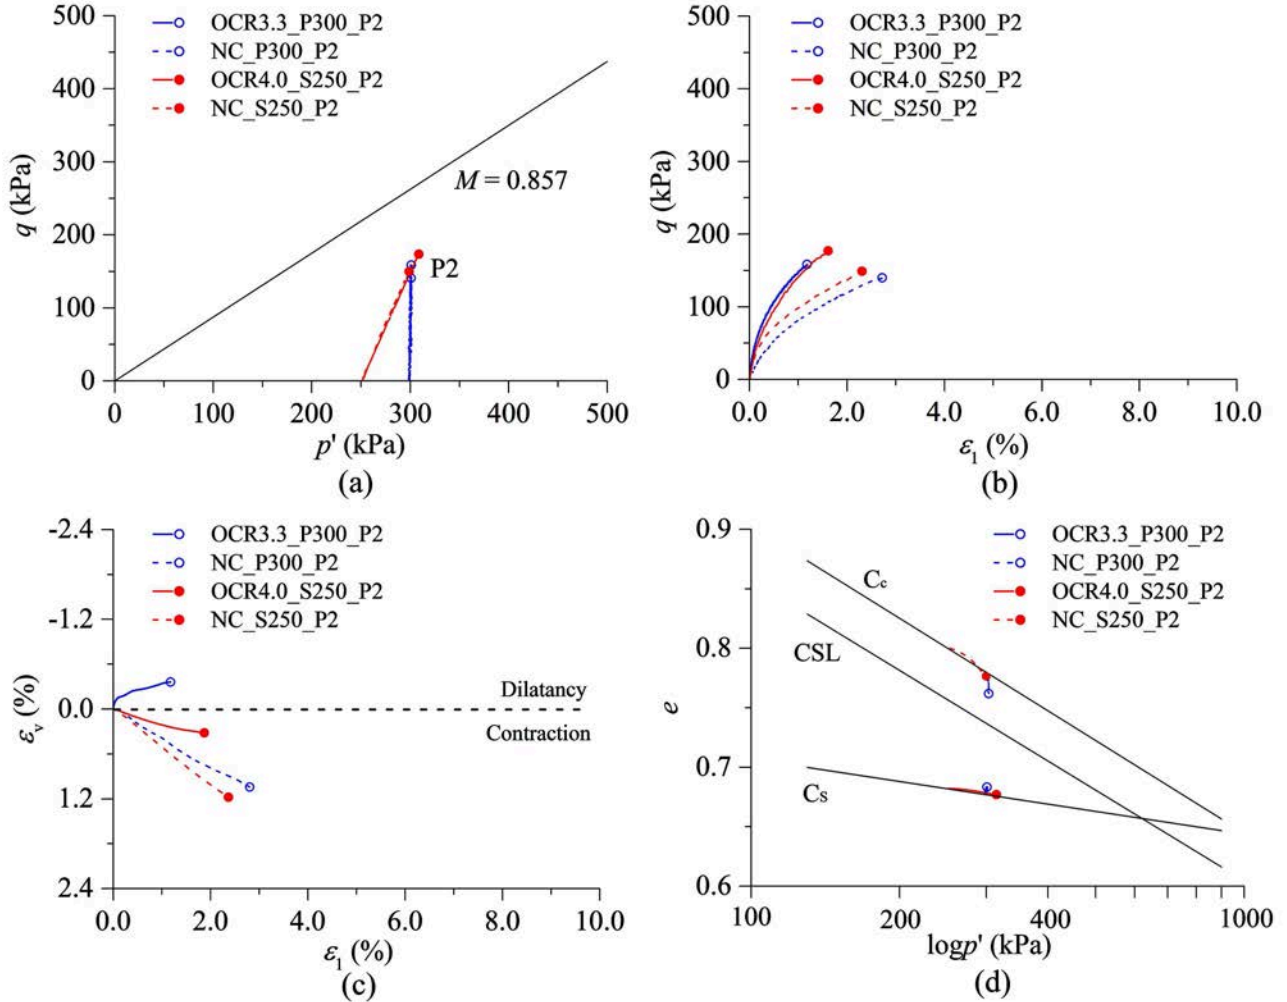 500
400
300
200
100
0
q (kPa)
OCR3.3_P300_P2
NC_P300_P2
OCR4.0_S250_P2
NC_S250_P2
M = 0.857
P2
0 100 200 300 400 500
p' (kPa)
(a)
500
400
300
200
100
0
q (kPa)
OCR3.3_P300_P2
NC_P300_P2
OCR4.0_S250_P2
NC_S250_P2
0.0 2.0 4.0 6.0 8.0 10.0
ε1 (%)
(b)
-2.4
-1.2
0.0
1.2
2.4
εv (%)
OCR3.3_P300_P2
NC_P300_P2
OCR4.0_S250_P2
NC_S250_P2
Dilatancy
Contraction
0.0 2.0 4.0 6.0 8.0 10.0
ε1 (%)
(c)
0.9
0.8
0.7
0.6
e
OCR3.3_P300_P2
NC_P300_P2
OCR4.0_S250_P2
NC_S250_P2
Cc
CSL
Cs
100 200 400 1000
logp' (kPa)
(d)